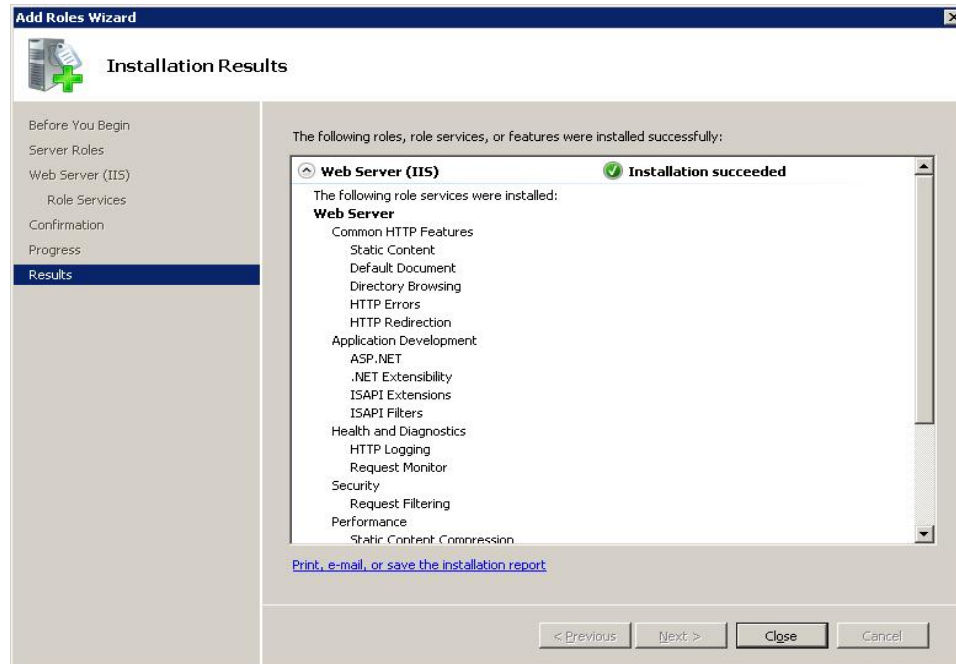 Add Roles Wizard
Installation Results
Before You Begin
Server Roles
Web Server (IIS)
Role Services
Confirmation
Progress
Results
The following roles, role services, or features were installed successfully:
Web Server (IIS) Installation succeeded
The following role services were installed:
Web Server
Common HTTP Features
Static Content
Default Document
Directory Browsing
HTTP Errors
HTTP Redirection
Application Development
ASP.NET
.NET Extensibility
ISAPI Extensions
ISAPI Filters
Health and Diagnostics
HTTP Logging
Request Monitor
Security
Request Filtering
Performance
Static Content Compression
Print, e-mail, or save the installation report
< Previous Next > Close Cancel